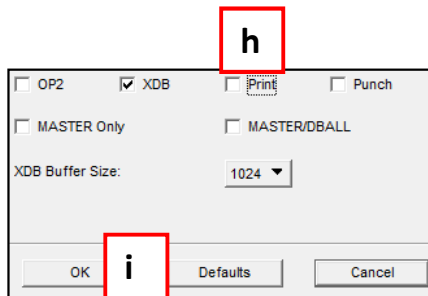 h
OP2 XDB Print Punch
MASTER Only MASTER/DBALL
XDB Buffer Size: 1024
OK i Defaults Cancel